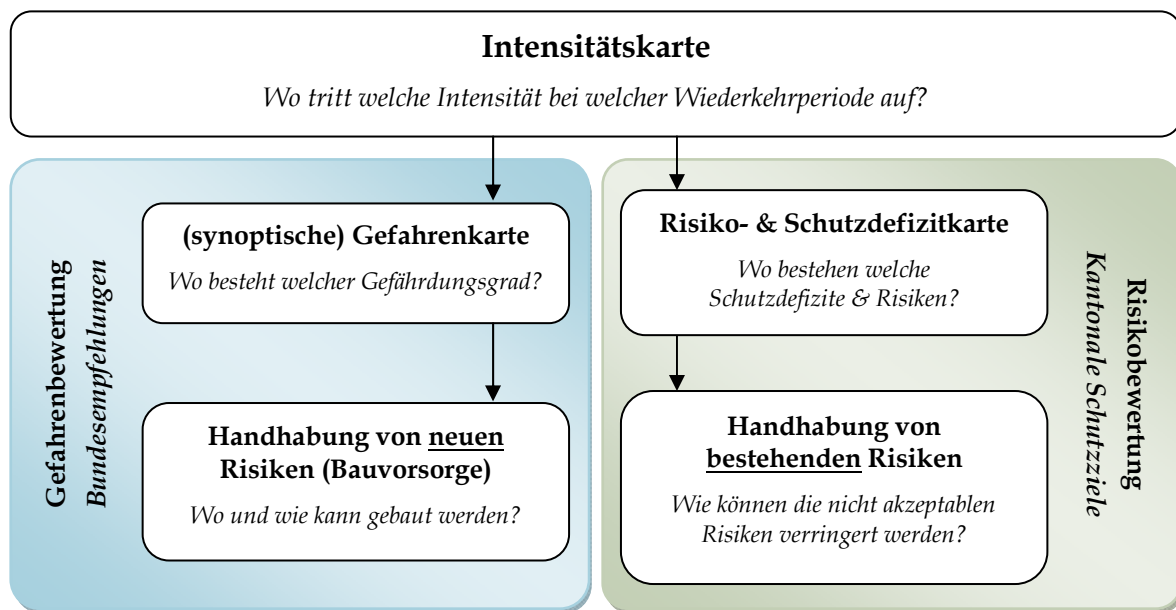 Intensitätskarte
Wo tritt welche Intensität bei welcher Wiederkehrperiode auf?
Gefahrenbewertung
Bundesempfehlungen
(synoptische) Gefahrenkarte
Wo besteht welcher Gefährdungsgrad?
Handhabung von neuen
Risiken (Bauvorsorge)
Wo und wie kann gebaut werden?
Risiko- & Schutzdefizitkarte
Wo bestehen welche
Schutzdefizite & Risiken?
Handhabung von
bestehenden Risiken
Wie können die nicht akzeptablen
Risiken verringert werden?
Risikobewertung
Kantonale Schutzziele